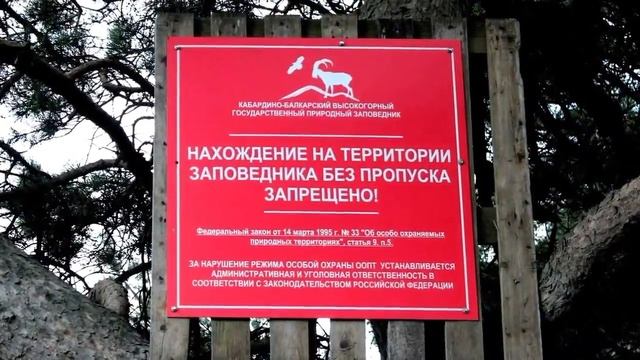 КАБАРДИНО-БАЛКАРСКИЙ ВЫСОКОГОРНЫЙ
ГОСУДАРСТВЕННЫЙ ПРИРОДНЫЙ ЗАПОВЕДНИК
НАХОЖДЕНИЕ НА ТЕРРИТОРИИ
ЗАПОВЕДНИКА БЕЗ ПРОПУСКА
ЗАПРЕЩЕНО!
Федеральный закон от 14 марта 1995 г. № 33 "Об особо охраняемых
природных территориях", статья 9, п.5.
ЗА НАРУШЕНИЕ РЕЖИМА ОСОБОЙ ОХРАНЫ ООПТ УСТАНАВЛИВАЕТСЯ
АДМИНИСТРАТИВНАЯ И УГОЛОВНАЯ ОТВЕТСТВЕННОСТЬ В
СООТВЕТСТВИИ С ЗАКОНОДАТЕЛЬСТВОМ РОССИЙСКОЙ ФЕДЕРАЦИИ